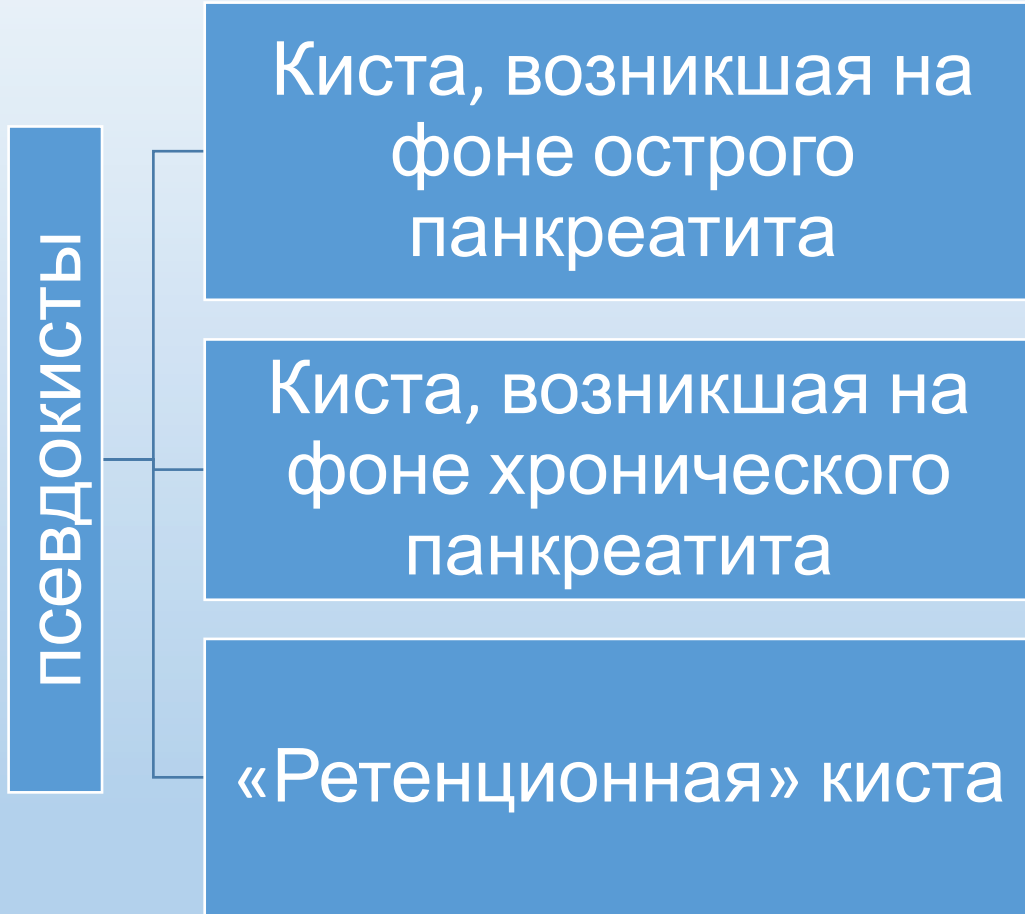 псевдокисты
Киста, возникшая на
фоне острого
панкреатита
Киста, возникшая на
фоне хронического
панкреатита
«Ретенционная» киста